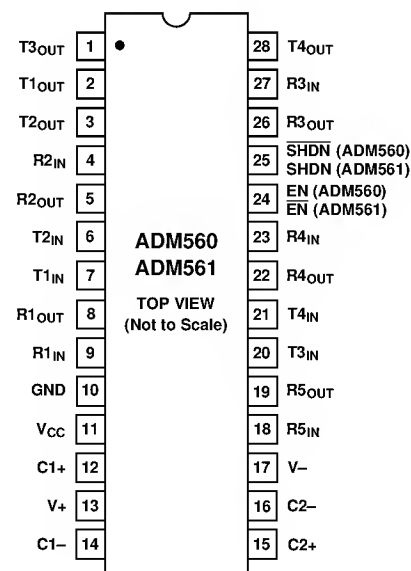 T3OUT 1 28 T4OUT
T1OUT 2 27 R3IN
T2OUT 3 26 R3OUT
R2IN 4 25 SHDN (ADM560)
SHDN (ADM561)
R2OUT 5 24 EN (ADM560)
EN (ADM561)
T2IN 6 23 R4IN
ADM560
T1IN 7 22 R4OUT
ADM561
R1OUT 8 21 T4IN
TOP VIEW
(Not to Scale)
R1IN 9 20 T3IN
GND 10 19 R5OUT
VCC 11 18 R5IN
C1+ 12 17 V–
V+ 13 16 C2–
C1– 14 15 C2+